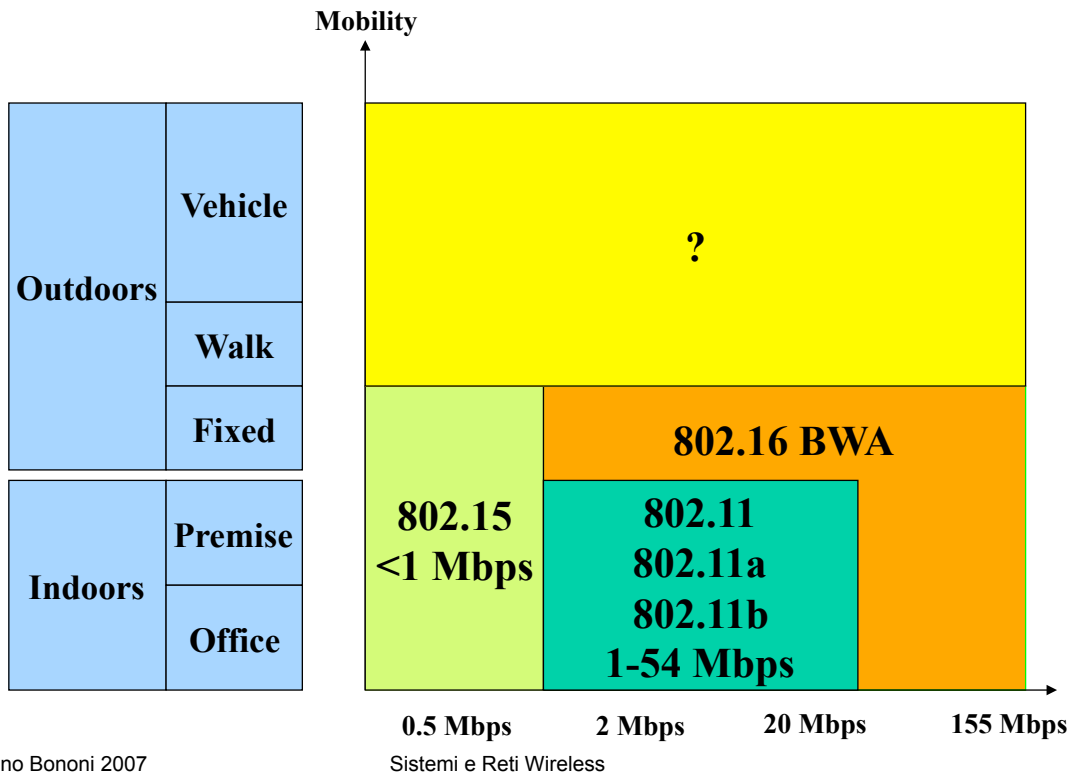 Mobility
Outdoors
Vehicle
Walk
Fixed
Indoors
Premise
Office
?
802.16 BWA
802.15
<1 Mbps
802.11
802.11a
802.11b
1-54 Mbps
0.5 Mbps
2 Mbps
20 Mbps
155 Mbps
no Bononi 2007
Sistemi e Reti Wireless